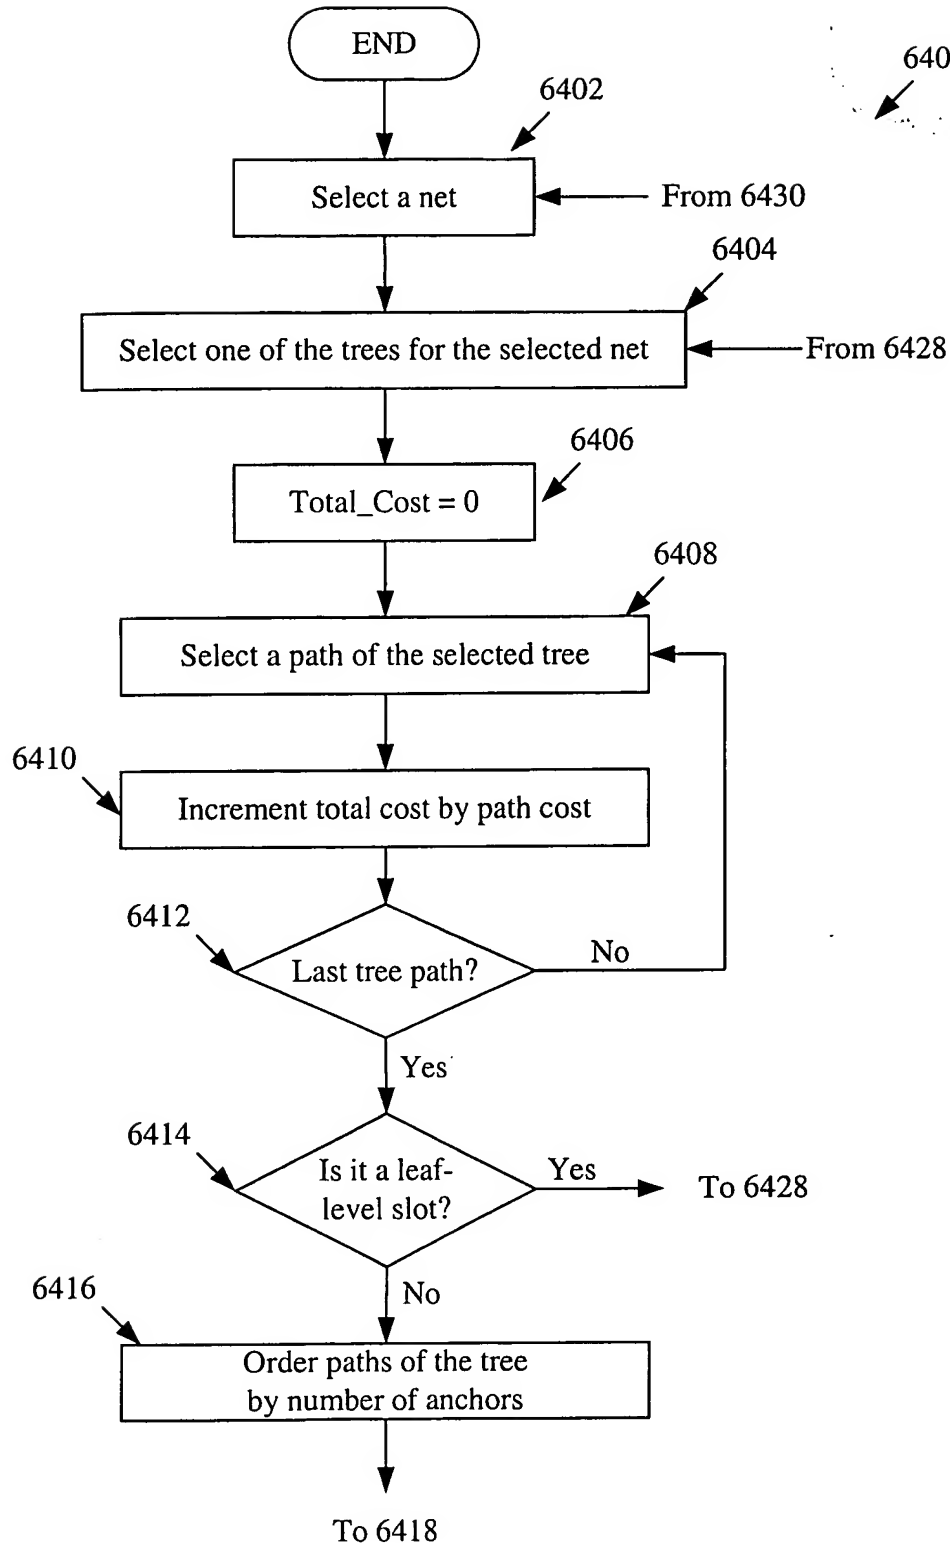 END
640
6402
Select a net
From 6430
6404
Select one of the trees for the selected net
From 6428
6406
Total_Cost = 0
6408
Select a path of the selected tree
6410
Increment total cost by path cost
6412
Last tree path?
No
Yes
6414
Is it a leaf-
level slot?
Yes
To 6428
No
6416
Order paths of the tree
by number of anchors
To 6418